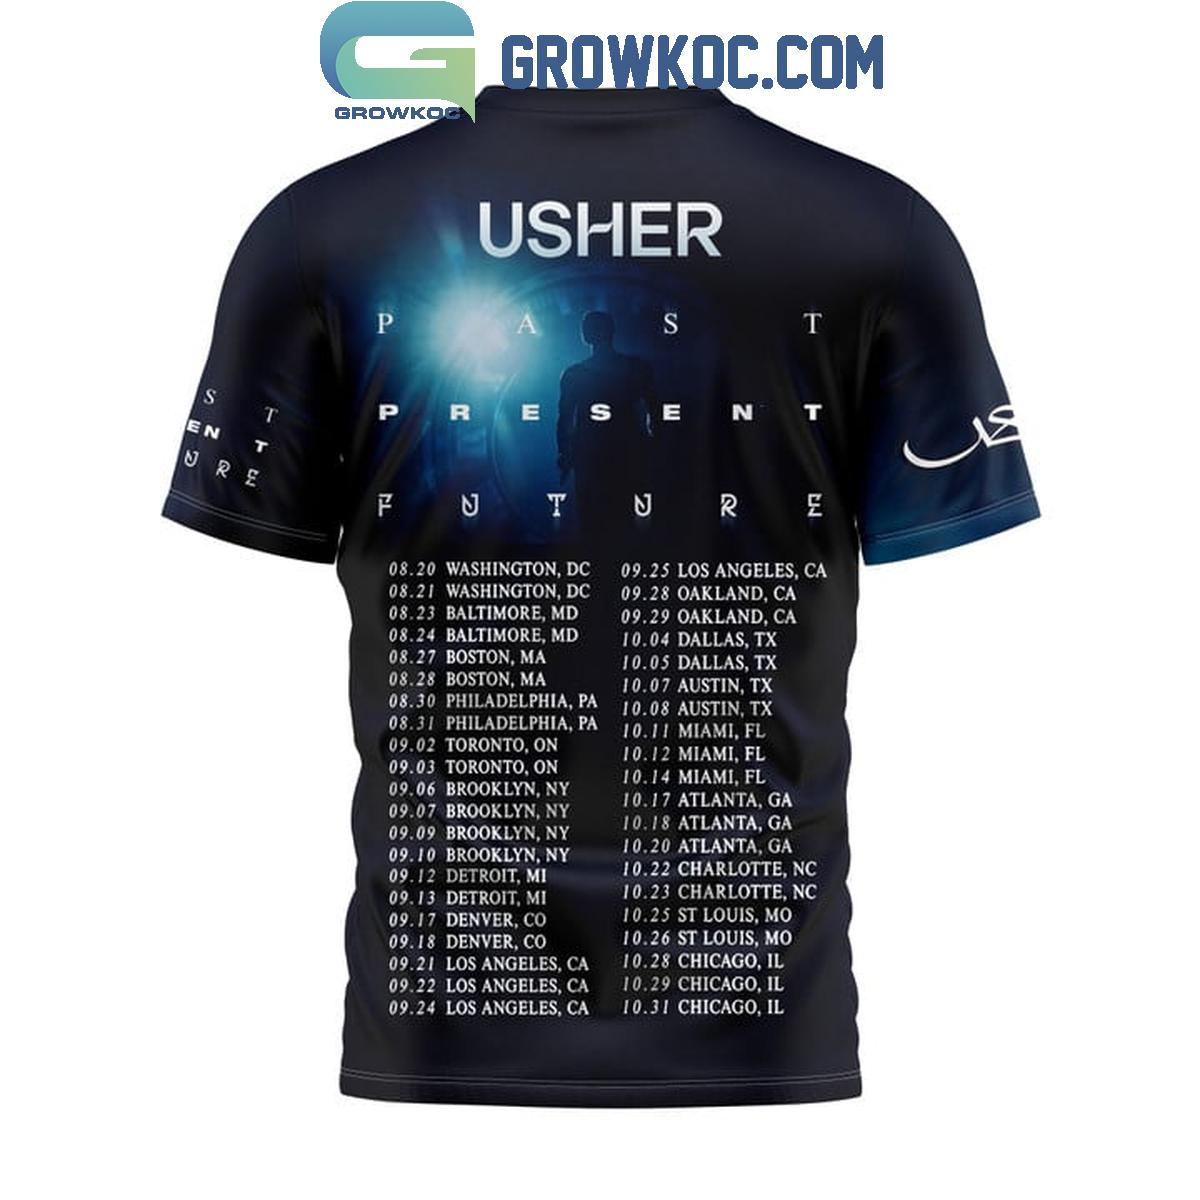 GROWKOC.COM
GROWKOC
USHER
PAST
PRESENT
FUTURE
ST
ENT
URE
us
08.20 WASHINGTON, DC
08.21 WASHINGTON, DC
08.23 BALTIMORE, MD
08.24 BALTIMORE, MD
08.27 BOSTON, MA
08.28 BOSTON, MA
08.30 PHILADELPHIA, PA
08.31 PHILADELPHIA, PA
09.02 TORONTO, ON
09.03 TORONTO, ON
09.06 BROOKLYN, NY
09.07 BROOKLYN, NY
09.09 BROOKLYN, NY
09.10 BROOKLYN, NY
09.12 DETROIT, MI
09.13 DETROIT, MI
09.17 DENVER, CO
09.18 DENVER, CO
09.21 LOS ANGELES, CA
09.22 LOS ANGELES, CA
09.24 LOS ANGELES, CA
09.25 LOS ANGELES, CA
09.28 OAKLAND, CA
09.29 OAKLAND, CA
10.04 DALLAS, TX
10.05 DALLAS, TX
10.07 AUSTIN, TX
10.08 AUSTIN, TX
10.11 MIAMI, FL
10.12 MIAMI, FL
10.14 MIAMI, FL
10.17 ATLANTA, GA
10.18 ATLANTA, GA
10.20 ATLANTA, GA
10.22 CHARLOTTE, NC
10.23 CHARLOTTE, NC
10.25 ST LOUIS, MO
10.26 ST LOUIS, MO
10.28 CHICAGO, IL
10.29 CHICAGO, IL
10.31 CHICAGO, IL